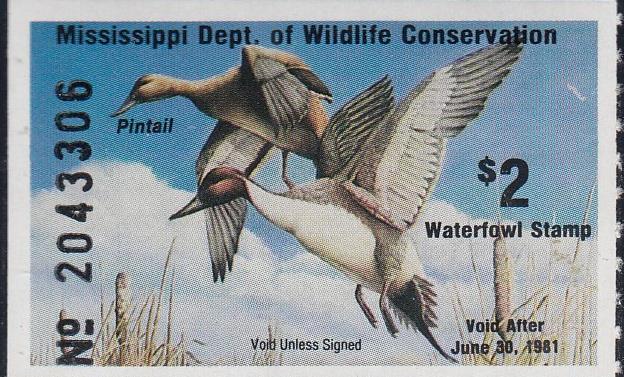 Mississippi Dept. of Wildlife Conservation
Pintail
№ 2043306
$2
Waterfowl Stamp
Void Unless Signed
Void After
June 30, 1981